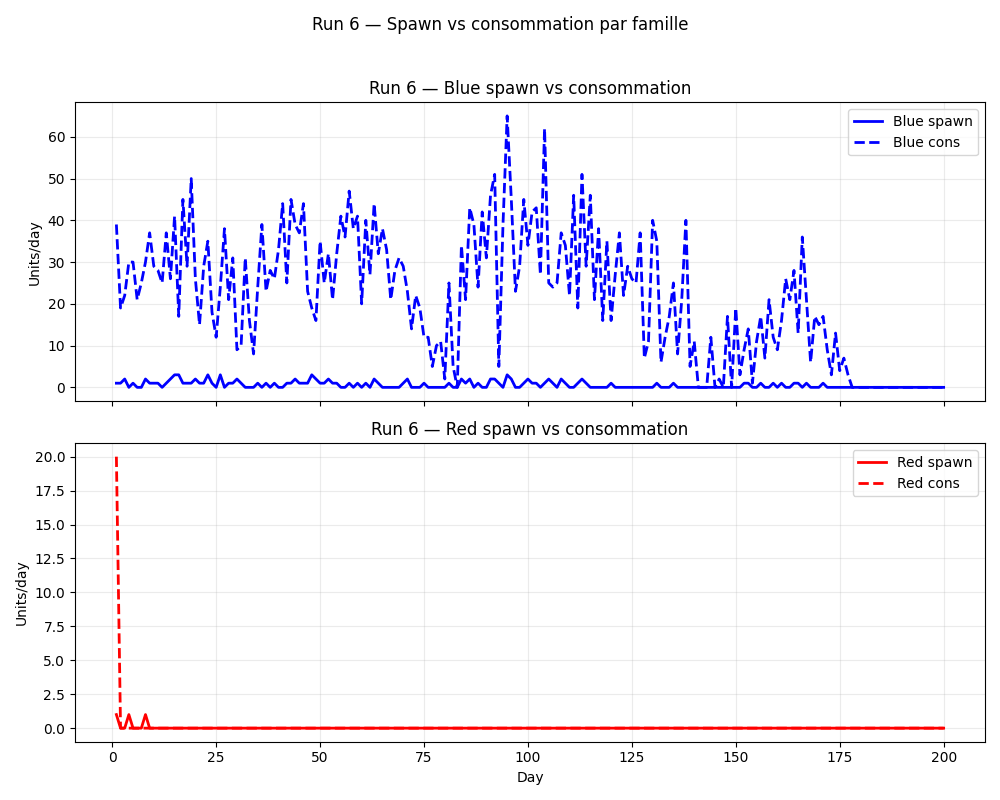 Run 6 — Spawn vs consommation par famille
Run 6 — Blue spawn vs consommation
Blue spawn
Blue cons
Units/day
60
50
40
30
20
10
0
Run 6 — Red spawn vs consommation
Red spawn
Red cons
Units/day
20.0
17.5
15.0
12.5
10.0
7.5
5.0
2.5
0.0
0 25 50 75 100 125 150 175 200
Day